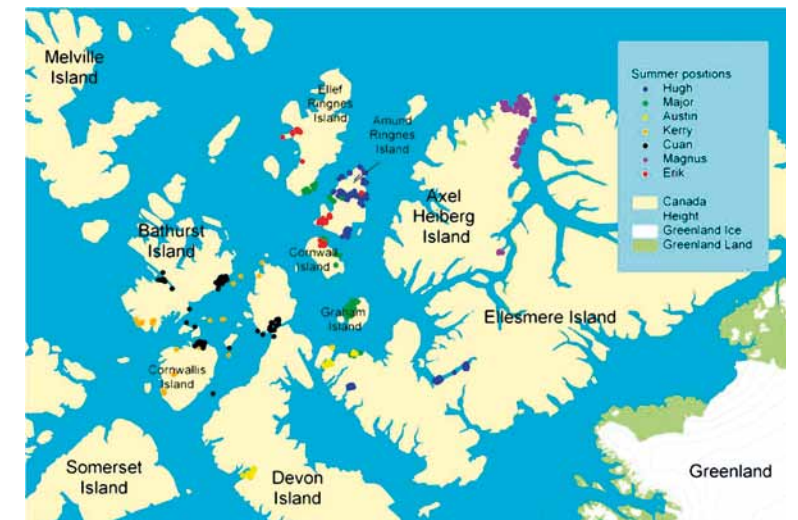 Melville
Island
Ellef
Ringnes
Island
Amund
Ringnes
Island
Axel
Heiberg
Island
Bathurst
Island
Cornwall
Island
Graham
Island
Ellesmere Island
Cornwallis
Island
Somerset
Island
Devon
Island
Greenland
Summer positions
Hugh
Major
Austin
Kerry
Cuan
Magnus
Erik
Canada
Height
Greenland Ice
Greenland Land